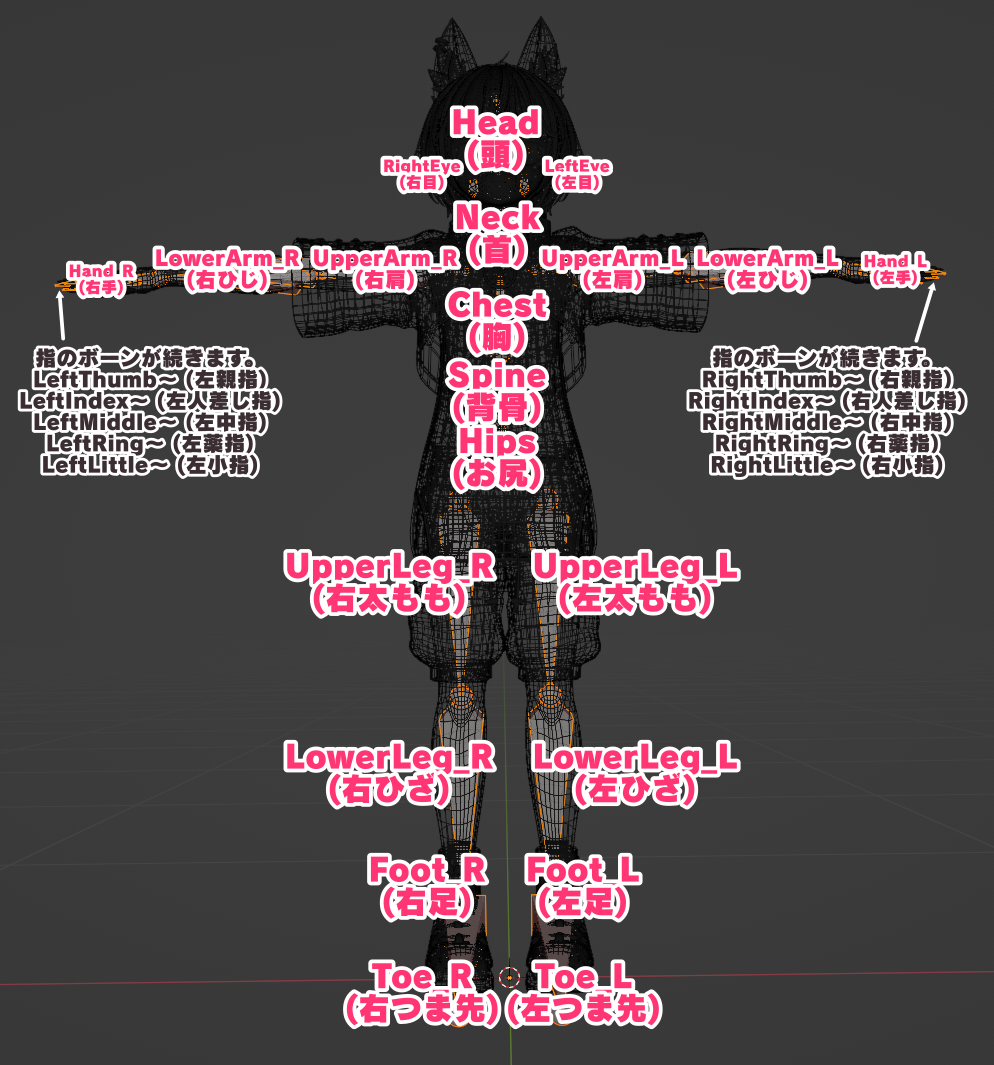 Head
(頭)
RightEye
(右目)
LeftEye
(左目)
Neck
(首)
Hand_R
(右手)
LowerArm_R
(右ひじ)
UpperArm_R
(右肩)
UpperArm_L
(左肩)
LowerArm_L
(左ひじ)
Hand_L
(左手)
Chest
(胸)
指のボーンが続きます。
LeftThumb～ (左親指)
LeftIndex～ (左人差し指)
LeftMiddle～ (左中指)
LeftRing～ (左薬指)
LeftLittle～ (左小指)
指のボーンが続きます。
RightThumb～ (右親指)
RightIndex～ (右人差し指)
RightMiddle～ (右中指)
RightRing～ (右薬指)
RightLittle～ (右小指)
Spine
(背骨)
Hips
(お尻)
UpperLeg_R
(右太もも)
UpperLeg_L
(左太もも)
LowerLeg_R
(右ひざ)
LowerLeg_L
(左ひざ)
Foot_R
(右足)
Foot_L
(左足)
Toe_R
(右つま先)
Toe_L
(左つま先)